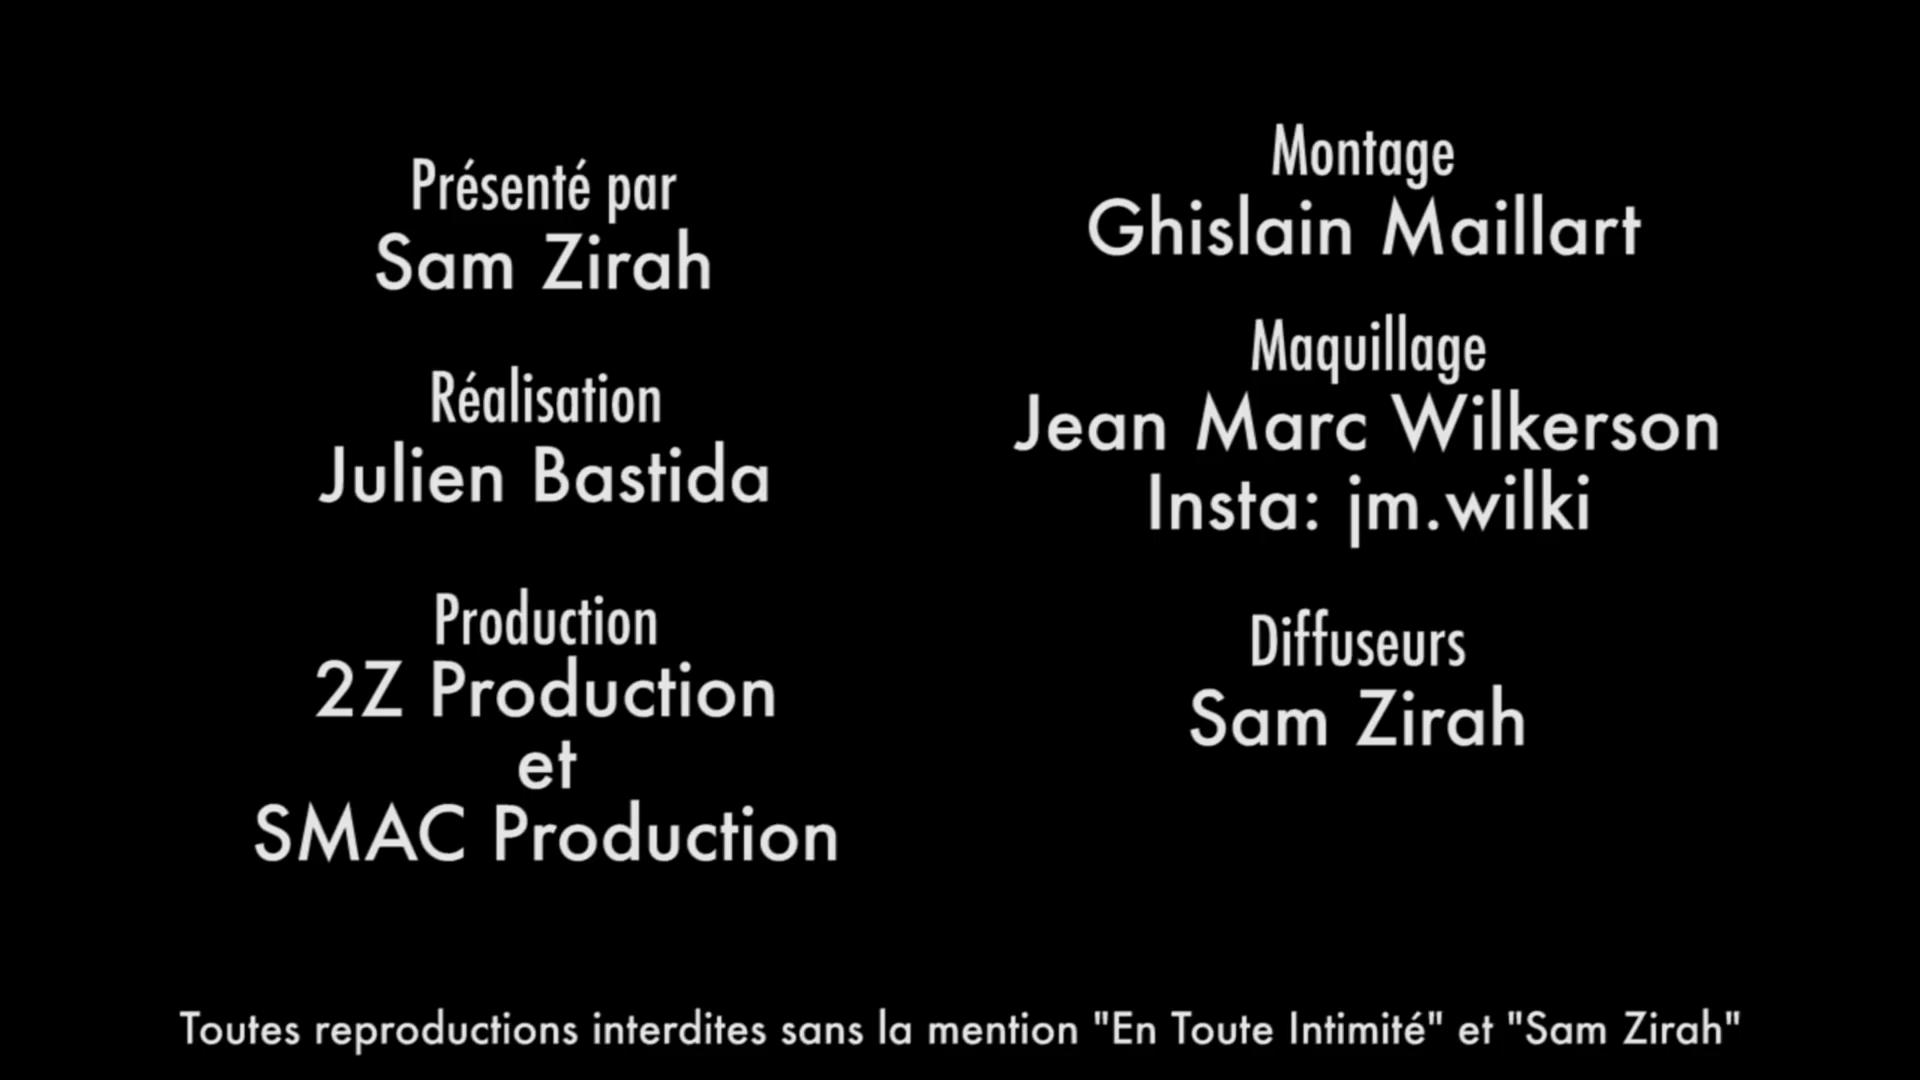 Présenté par
Sam Zirah
Réalisation
Julien Bastida
Production
2Z Production
et
SMAC Production
Montage
Ghislain Maillart
Maquillage
Jean Marc Wilkerson
Insta: jm.wilki
Diffuseurs
Sam Zirah
Toutes reproductions interdites sans la mention "En Toute Intimité" et "Sam Zirah"